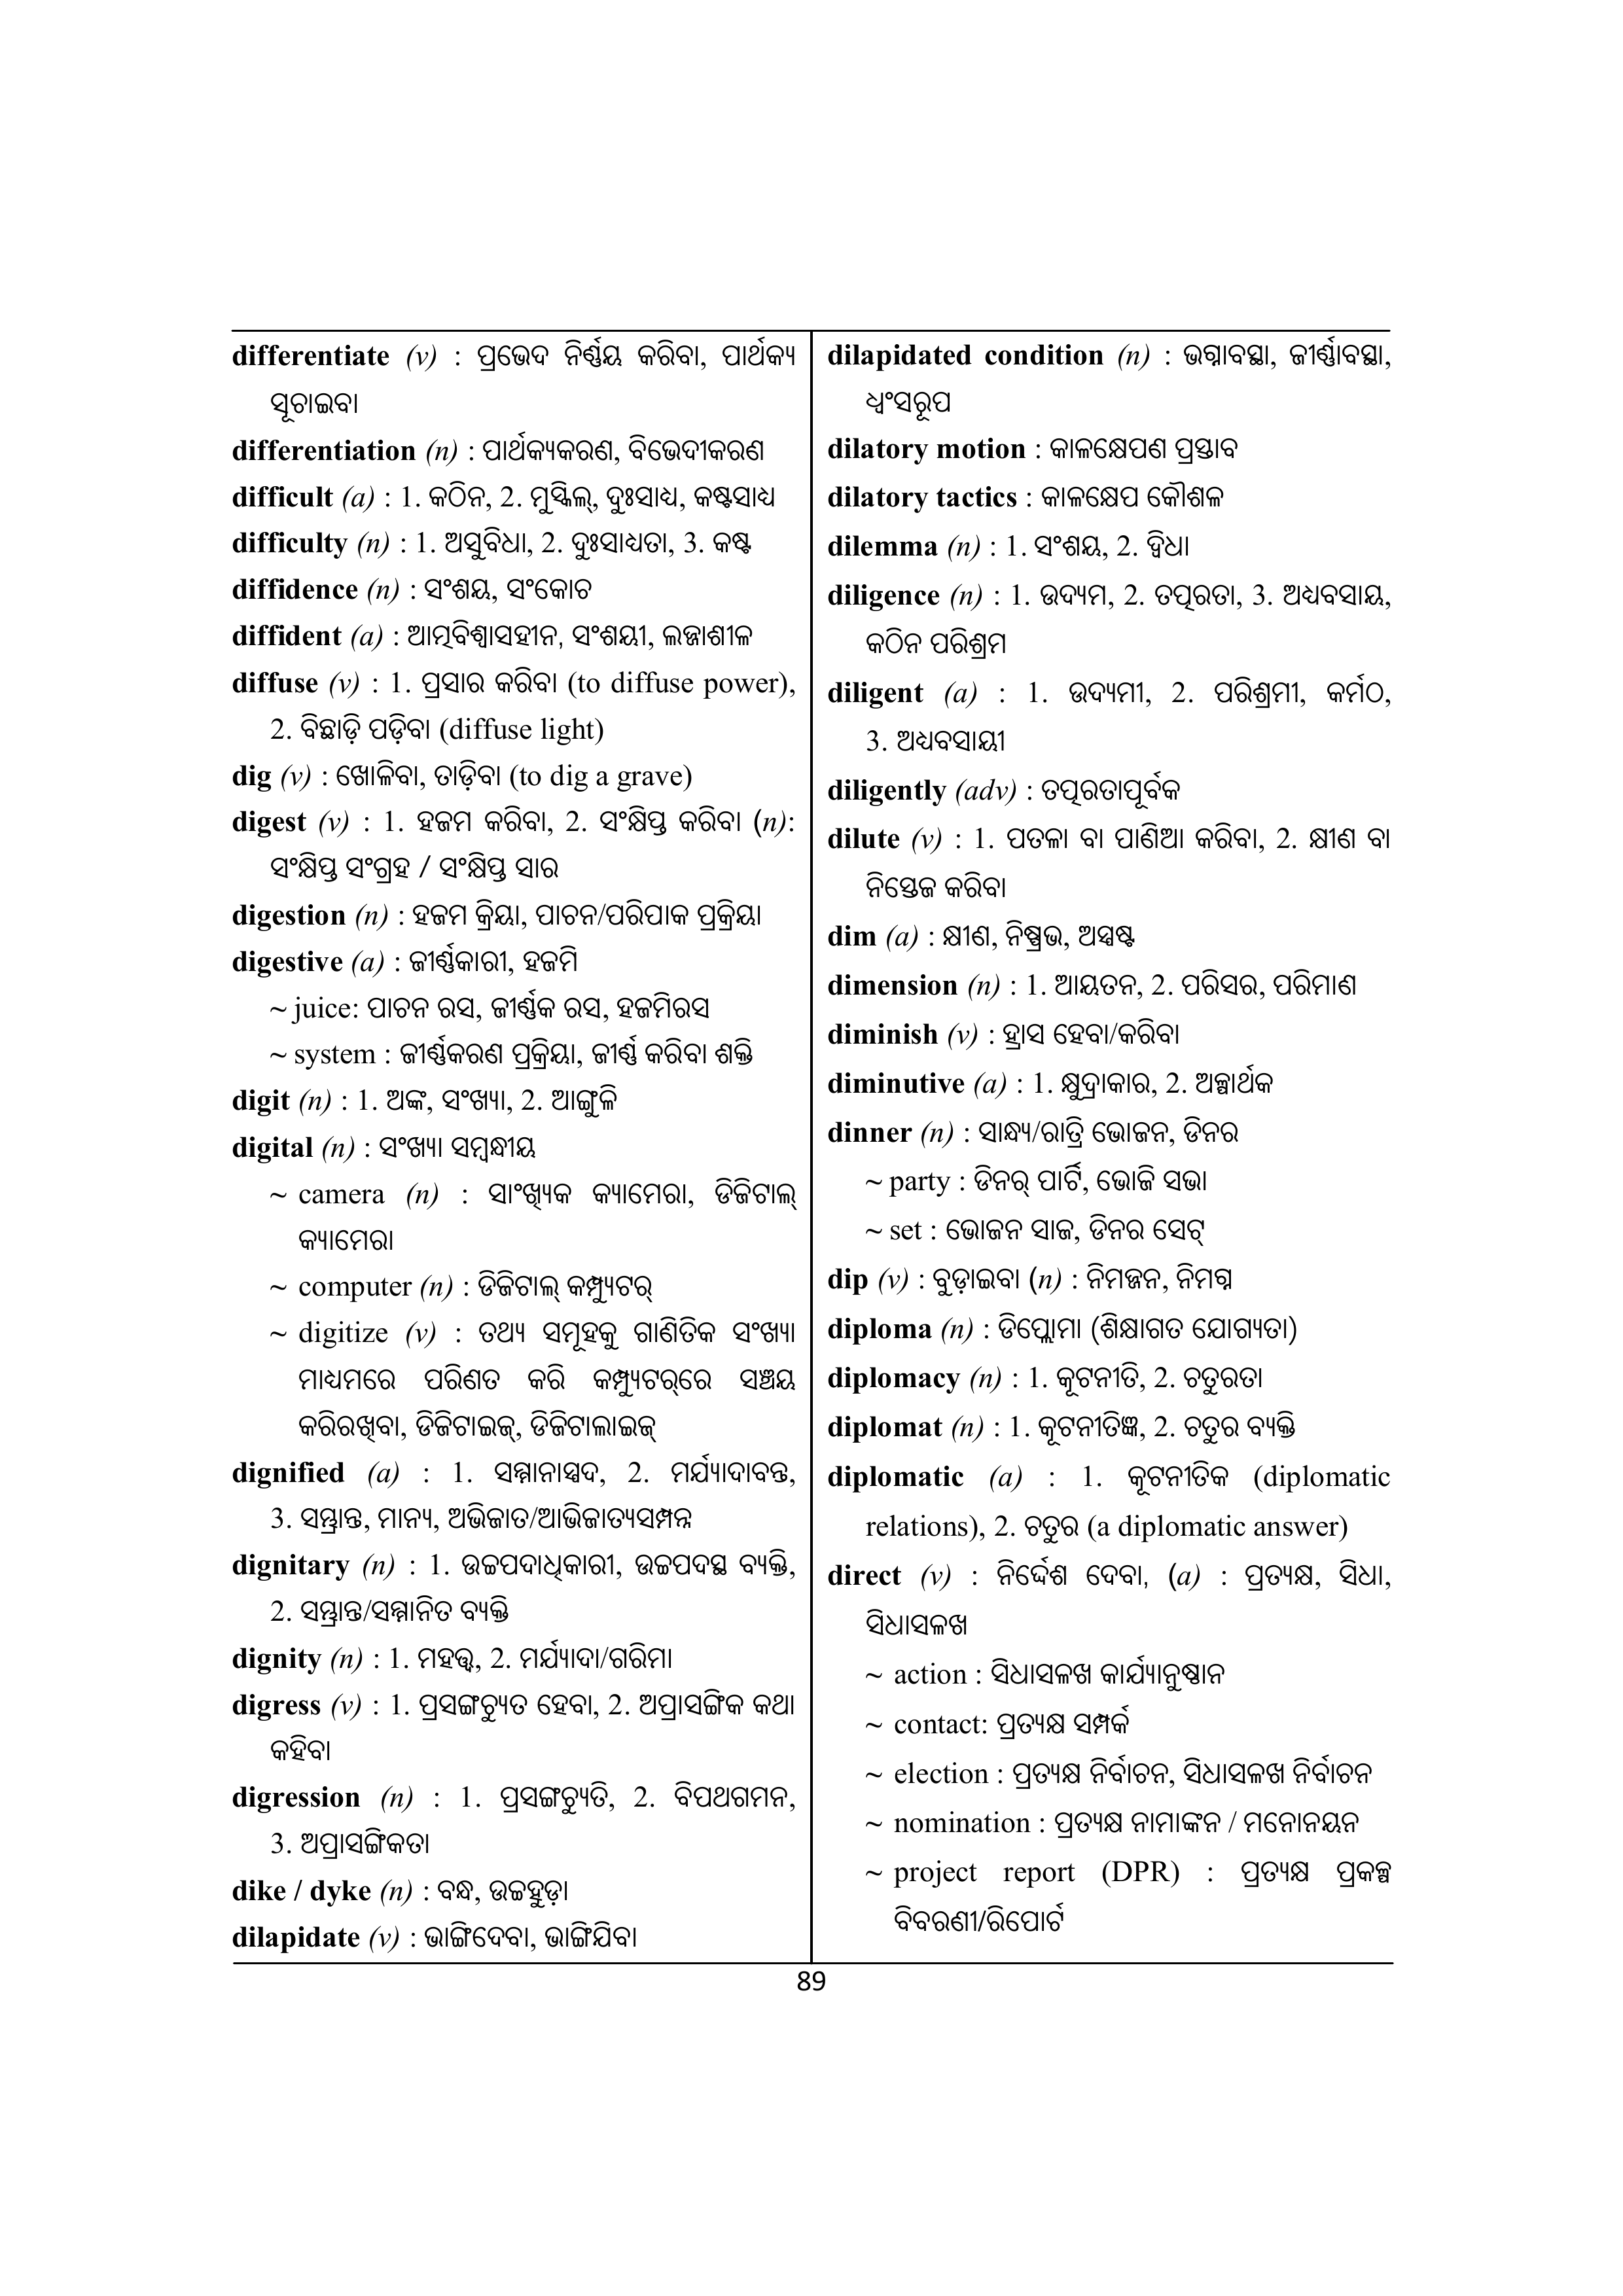 differentiate (v) : ପ୍ରଭେଦ ନିର୍ଣ୍ଣୟ କରିବା, ପାର୍ଥକ୍ୟ
ସୂଚାଇବା
differentiation (n) : ପାର୍ଥକ୍ୟକରଣ, ବିଭେଦୀକରଣ
difficult (a) : 1. କଠିନ, 2. ମୁସ୍କିଲ୍, ଦୁଃସାଧ୍ୟ, କଷ୍ଟସାଧ୍ୟ
difficulty (n) : 1. ଅସୁବିଧା, 2. ଦୁଃସାଧ୍ୟତା, 3. କଷ୍ଟ
diffidence (n) : ସଂଶୟ, ସଂକୋଚ
diffident (a) : ଆତ୍ମବିଶ୍ୱାସହୀନ, ସଂଶୟୀ, ଲଜ୍ଜାଶୀଳ
diffuse (v) : 1. ପ୍ରସାର କରିବା (to diffuse power),
2. ବିଛାଡ଼ି ପଡ଼ିବା (diffuse light)
dig (v) : ଖୋଳିବା, ତାଡ଼ିବା (to dig a grave)
digest (v) : 1. ହଜମ କରିବା, 2. ସଂକ୍ଷିପ୍ତ କରିବା (n):
ସଂକ୍ଷିପ୍ତ ସଂଗ୍ରହ / ସଂକ୍ଷିପ୍ତ ସାର
digestion (n) : ହଜମ କ୍ରିୟା, ପାଚନ/ପରିପାକ ପ୍ରକ୍ରିୟା
digestive (a) : ଜୀର୍ଣ୍ଣକାରୀ, ହଜମି
~ juice: ପାଚନ ରସ, ଜୀର୍ଣ୍ଣକ ରସ, ହଜମିରସ
~ system : ଜୀର୍ଣ୍ଣକରଣ ପ୍ରକ୍ରିୟା, ଜୀର୍ଣ୍ଣ କରିବା ଶକ୍ତି
digit (n) : 1. ଅଙ୍କ, ସଂଖ୍ୟା, 2. ଆଙ୍ଗୁଳି
digital (n) : ସଂଖ୍ୟା ସମ୍ବନ୍ଧୀୟ
~ camera (n) : ସାଂଖ୍ୟିକ କ୍ୟାମେରା, ଡିଜିଟାଲ୍
କ୍ୟାମେରା
~ computer (n) : ଡିଜିଟାଲ୍ କମ୍ପ୍ୟୁଟର୍
~ digitize (v) : ତଥ୍ୟ ସମୂହକୁ ଗାଣିତିକ ସଂଖ୍ୟା
ମାଧ୍ୟମରେ ପରିଣତ କରି କମ୍ପ୍ୟୁଟର୍‌ରେ ସଞ୍ଚୟ
କରିରଖିବା, ଡିଜିଟାଇଜ୍, ଡିଜିଟାଲାଇଜ୍
dignified (a) : 1. ସମ୍ମାନାସ୍ପଦ, 2. ମର୍ଯ୍ୟାଦାବନ୍ତ,
3. ସମ୍ଭ୍ରାନ୍ତ, ମାନ୍ୟ, ଅଭିଜାତ/ଆଭିଜାତ୍ୟସମ୍ପନ୍ନ
dignitary (n) : 1. ଉଚ୍ଚପଦାଧିକାରୀ, ଉଚ୍ଚପଦସ୍ଥ ବ୍ୟକ୍ତି,
2. ସମ୍ଭ୍ରାନ୍ତ/ସମ୍ମାନିତ ବ୍ୟକ୍ତି
dignity (n) : 1. ମହତ୍ତ୍ୱ, 2. ମର୍ଯ୍ୟାଦା/ଗରିମା
digress (v) : 1. ପ୍ରସଙ୍ଗଚ୍ୟୁତ ହେବା, 2. ଅପ୍ରାସଙ୍ଗିକ କଥା
କହିବା
digression (n) : 1. ପ୍ରସଙ୍ଗଚ୍ୟୁତି, 2. ବିପଥଗମନ,
3. ଅପ୍ରାସଙ୍ଗିକତା
dike / dyke (n) : ବନ୍ଧ, ଉଚ୍ଚହୁଡ଼ା
dilapidate (v) : ଭାଙ୍ଗିଦେବା, ଭାଙ୍ଗିଯିବା
dilapidated condition (n) : ଭଗ୍ନାବସ୍ଥା, ଜୀର୍ଣ୍ଣାବସ୍ଥା,
ଧ୍ୱଂସରୂପ
dilatory motion : କାଳକ୍ଷେପଣ ପ୍ରସ୍ତାବ
dilatory tactics : କାଳକ୍ଷେପ କୌଶଳ
dilemma (n) : 1. ସଂଶୟ, 2. ଦ୍ୱିଧା
diligence (n) : 1. ଉଦ୍ୟମ, 2. ତତ୍ପରତା, 3. ଅଧ୍ୟବସାୟ,
କଠିନ ପରିଶ୍ରମ
diligent (a) : 1. ଉଦ୍ୟମୀ, 2. ପରିଶ୍ରମୀ, କର୍ମଠ,
3. ଅଧ୍ୟବସାୟୀ
diligently (adv) : ତତ୍ପରତାପୂର୍ବକ
dilute (v) : 1. ପତଳା ବା ପାଣିଆ କରିବା, 2. କ୍ଷୀଣ ବା
ନିସ୍ତେଜ କରିବା
dim (a) : କ୍ଷୀଣ, ନିଷ୍ପ୍ରଭ, ଅସ୍ପଷ୍ଟ
dimension (n) : 1. ଆୟତନ, 2. ପରିସର, ପରିମାଣ
diminish (v) : ହ୍ରାସ ହେବା/କରିବା
diminutive (a) : 1. କ୍ଷୁଦ୍ରାକାର, 2. ଅଳ୍ପାର୍ଥକ
dinner (n) : ସାନ୍ଧ୍ୟ/ରାତ୍ରି ଭୋଜନ, ଡିନର
~ party : ଡିନର୍ ପାର୍ଟି, ଭୋଜି ସଭା
~ set : ଭୋଜନ ସାଜ, ଡିନର ସେଟ୍
dip (v) : ବୁଡ଼ାଇବା (n) : ନିମଜ୍ଜନ, ନିମଗ୍ନ
diploma (n) : ଡିପ୍ଲୋମା (ଶିକ୍ଷାଗତ ଯୋଗ୍ୟତା)
diplomacy (n) : 1. କୂଟନୀତି, 2. ଚତୁରତା
diplomat (n) : 1. କୂଟନୀତିଜ୍ଞ, 2. ଚତୁର ବ୍ୟକ୍ତି
diplomatic (a) : 1. କୂଟନୀତିକ (diplomatic
relations), 2. ଚତୁର (a diplomatic answer)
direct (v) : ନିର୍ଦ୍ଦେଶ ଦେବା, (a) : ପ୍ରତ୍ୟକ୍ଷ, ସିଧା,
ସିଧାସଳଖ
~ action : ସିଧାସଳଖ କାର୍ଯ୍ୟାନୁଷ୍ଠାନ
~ contact: ପ୍ରତ୍ୟକ୍ଷ ସମ୍ପର୍କ
~ election : ପ୍ରତ୍ୟକ୍ଷ ନିର୍ବାଚନ, ସିଧାସଳଖ ନିର୍ବାଚନ
~ nomination : ପ୍ରତ୍ୟକ୍ଷ ନାମାଙ୍କନ / ମନୋନୟନ
~ project report (DPR) : ପ୍ରତ୍ୟକ୍ଷ ପ୍ରକଳ୍ପ
ବିବରଣୀ/ରିପୋର୍ଟ
89